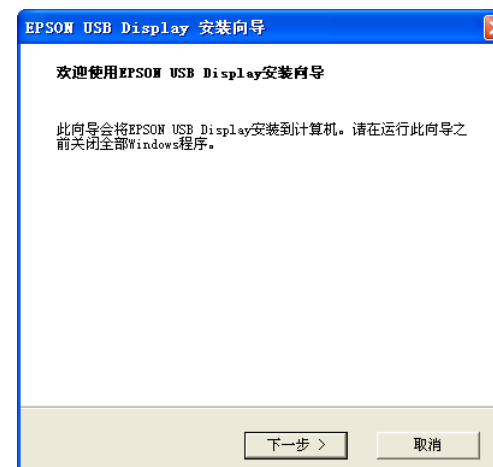 EPSON USB Display 安装向导
欢迎使用EPSON USB Display安装向导
此向导会将EPSON USB Display安装到计算机。请在运行此向导之
前关闭全部Windows程序。
下一步 >
取消